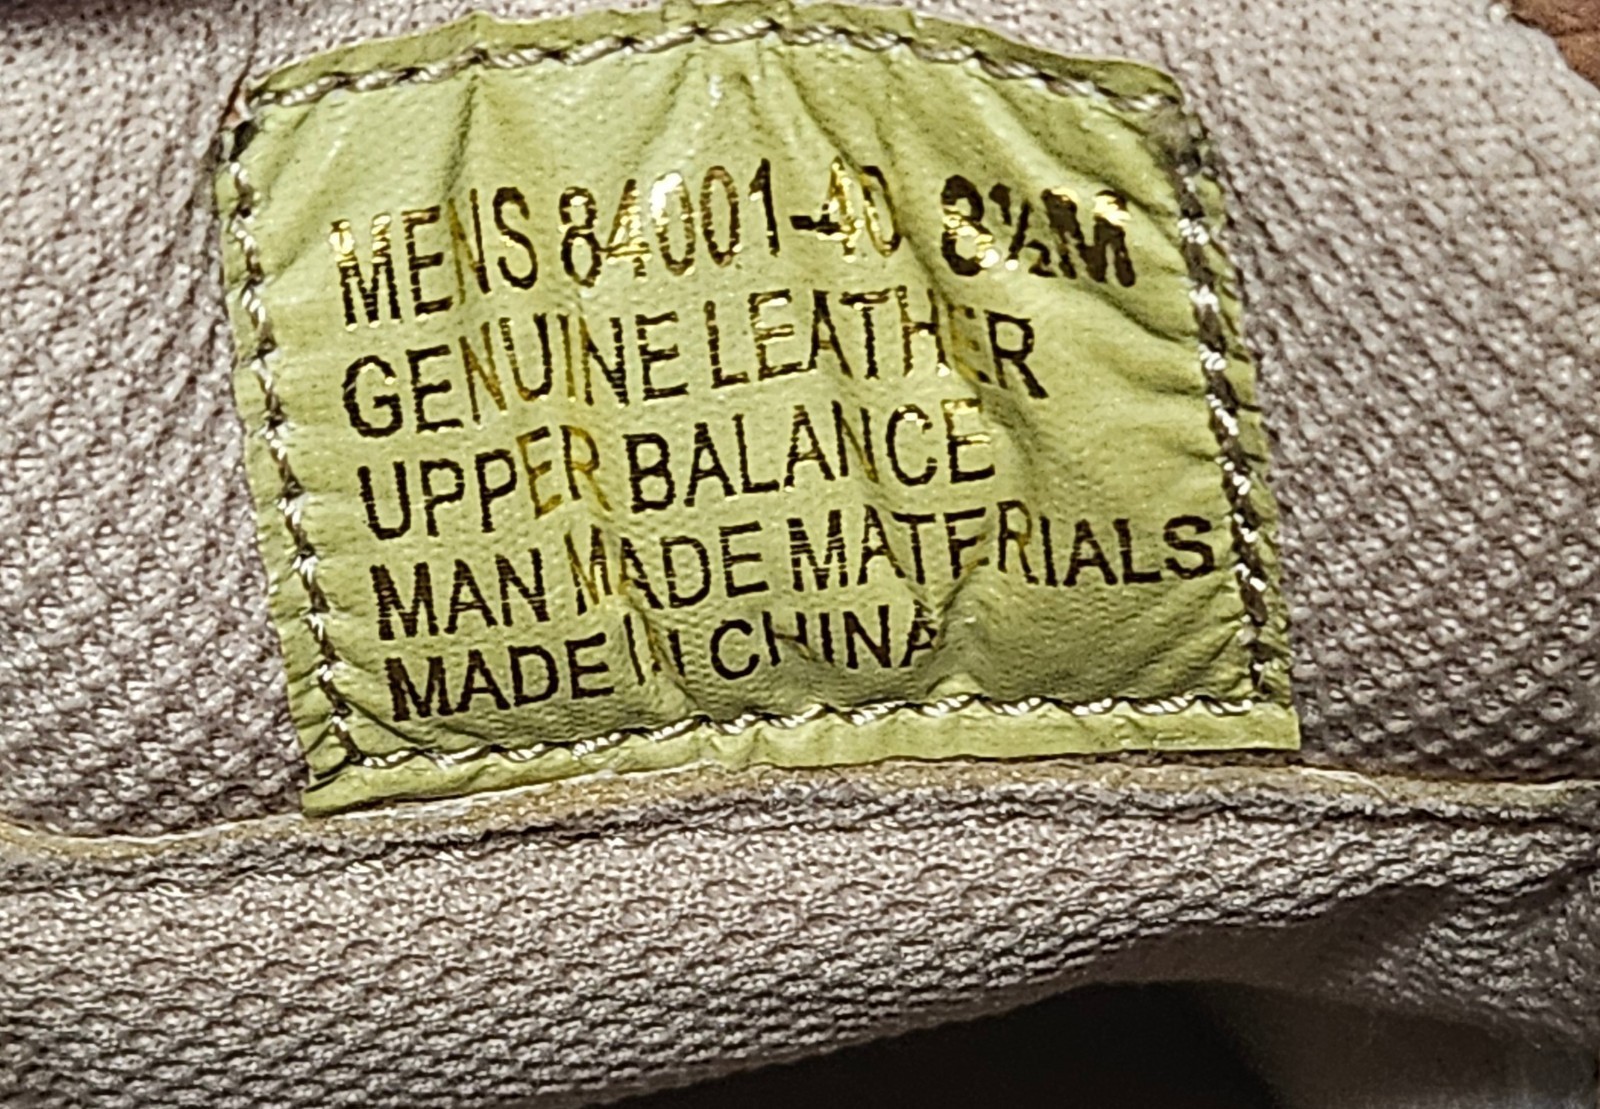 MENS 84001-40 8½M
GENUINE LEATHER
UPPER BALANCE
MAN MADE MATERIALS
MADE IN CHINA